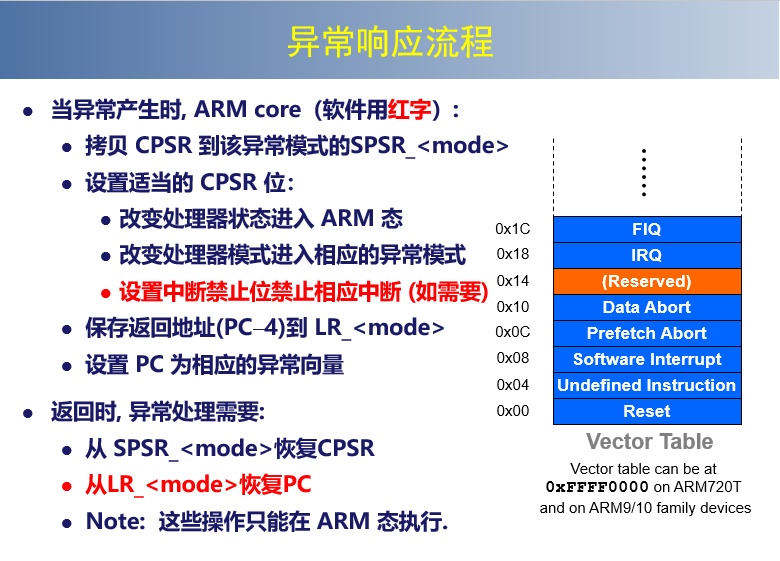 异常响应流程
● 当异常产生时, ARM core（软件用红字）:
● 拷贝 CPSR 到该异常模式的SPSR_<mode>
● 设置适当的 CPSR 位:
● 改变处理器状态进入 ARM 态
● 改变处理器模式进入相应的异常模式
● 设置中断禁止位禁止相应中断 (如需要)
● 保存返回地址(PC–4)到 LR_<mode>
● 设置 PC 为相应的异常向量
● 返回时, 异常处理需要:
● 从 SPSR_<mode>恢复CPSR
● 从LR_<mode>恢复PC
● Note: 这些操作只能在 ARM 态执行.
0x1C FIQ
0x18 IRQ
0x14 (Reserved)
0x10 Data Abort
0x0C Prefetch Abort
0x08 Software Interrupt
0x04 Undefined Instruction
0x00 Reset
Vector Table
Vector table can be at
0xFFFF0000 on ARM720T
and on ARM9/10 family devices